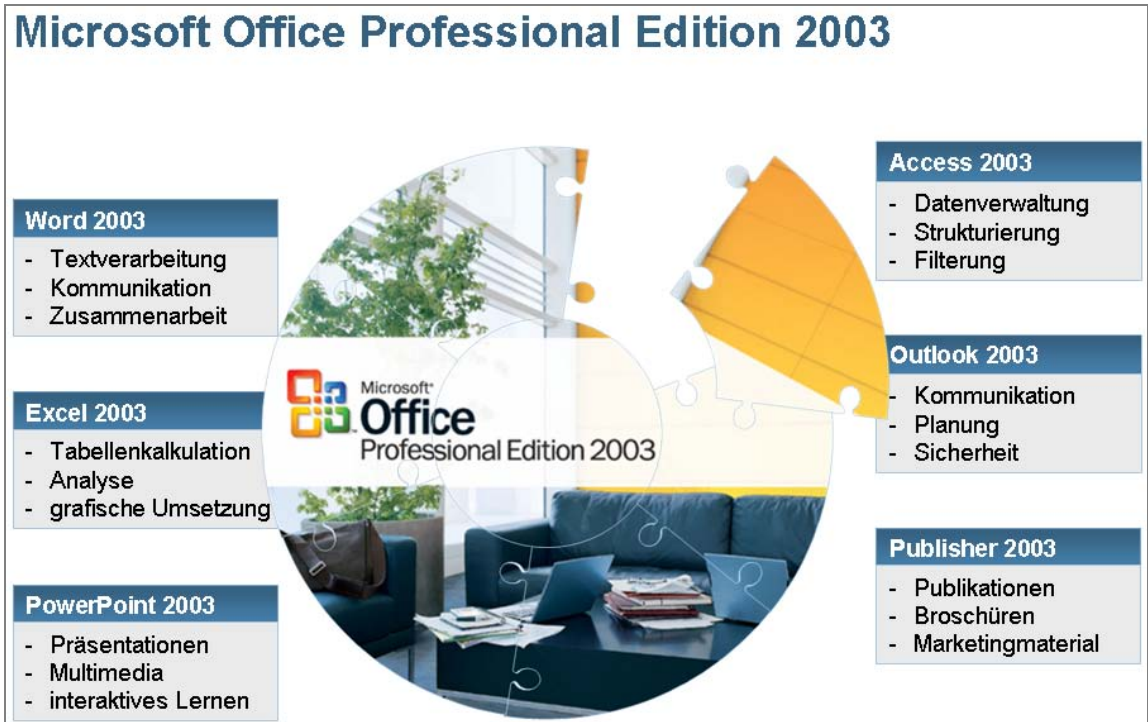 Microsoft Office Professional Edition 2003
Word 2003
- Textverarbeitung
- Kommunikation
- Zusammenarbeit
Excel 2003
- Tabellenkalkulation
- Analyse
- grafische Umsetzung
PowerPoint 2003
- Präsentationen
- Multimedia
- interaktives Lernen
Microsoft®
Office
Professional Edition 2003
Access 2003
- Datenverwaltung
- Strukturierung
- Filterung
Outlook 2003
- Kommunikation
- Planung
- Sicherheit
Publisher 2003
- Publikationen
- Broschüren
- Marketingmaterial